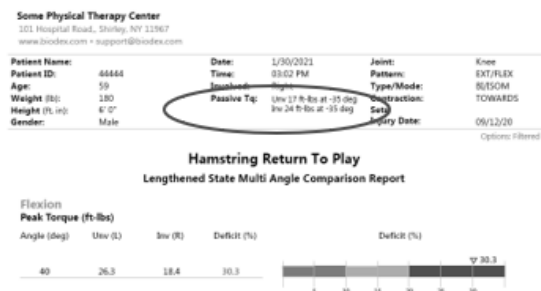 Some Physical Therapy Center
101 Hospital Road., Shirley, NY 11967
www.biodex.com • support@biodex.com
Patient Name: Date: 1/30/2021 Joint: Knee
Patient ID: 44444 Time: 03:02 PM Pattern: EXT/FLEX
Age: 59 Involved: Right Type/Mode: BI/ISOM
Weight (lb): 180 Passive Tq: Unv 17 ft-lbs at -35 deg Contraction: TOWARDS
Height (ft, in): 6' 0" Inv 24 ft-lbs at -35 deg Sets
Gender: Male Injury Date: 09/12/20
Options: Filtered
Hamstring Return To Play
Lengthened State Multi Angle Comparison Report
Flexion
Peak Torque (ft-lbs)
Angle (deg) Unv (L) Inv (R) Deficit (%) Deficit (%)
30.3
40 26.3 18.4 30.3